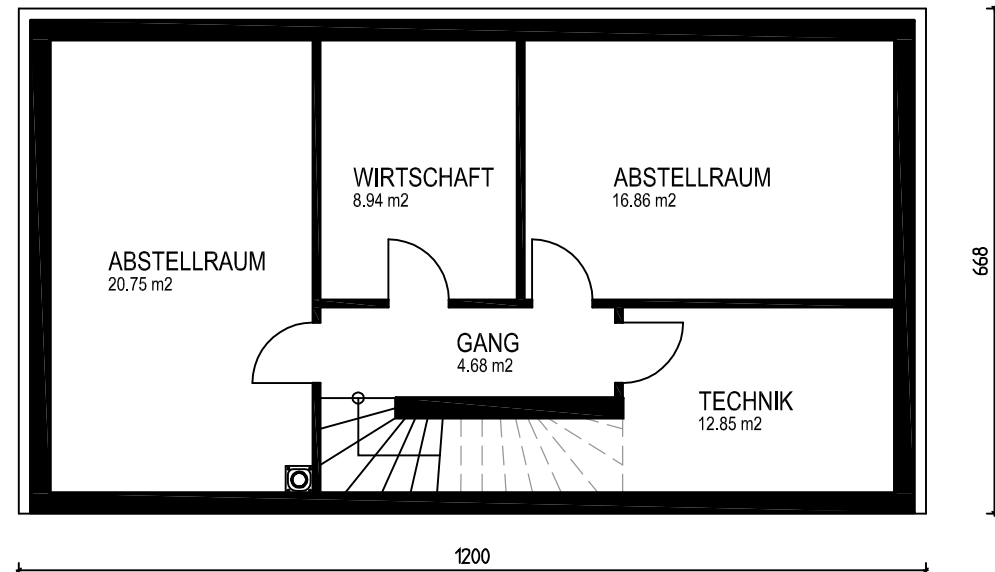 WIRTSCHAFT
8.94 m2
ABSTELLRAUM
16.86 m2
ABSTELLRAUM
20.75 m2
GANG
4.68 m2
TECHNIK
12.85 m2
668
1200